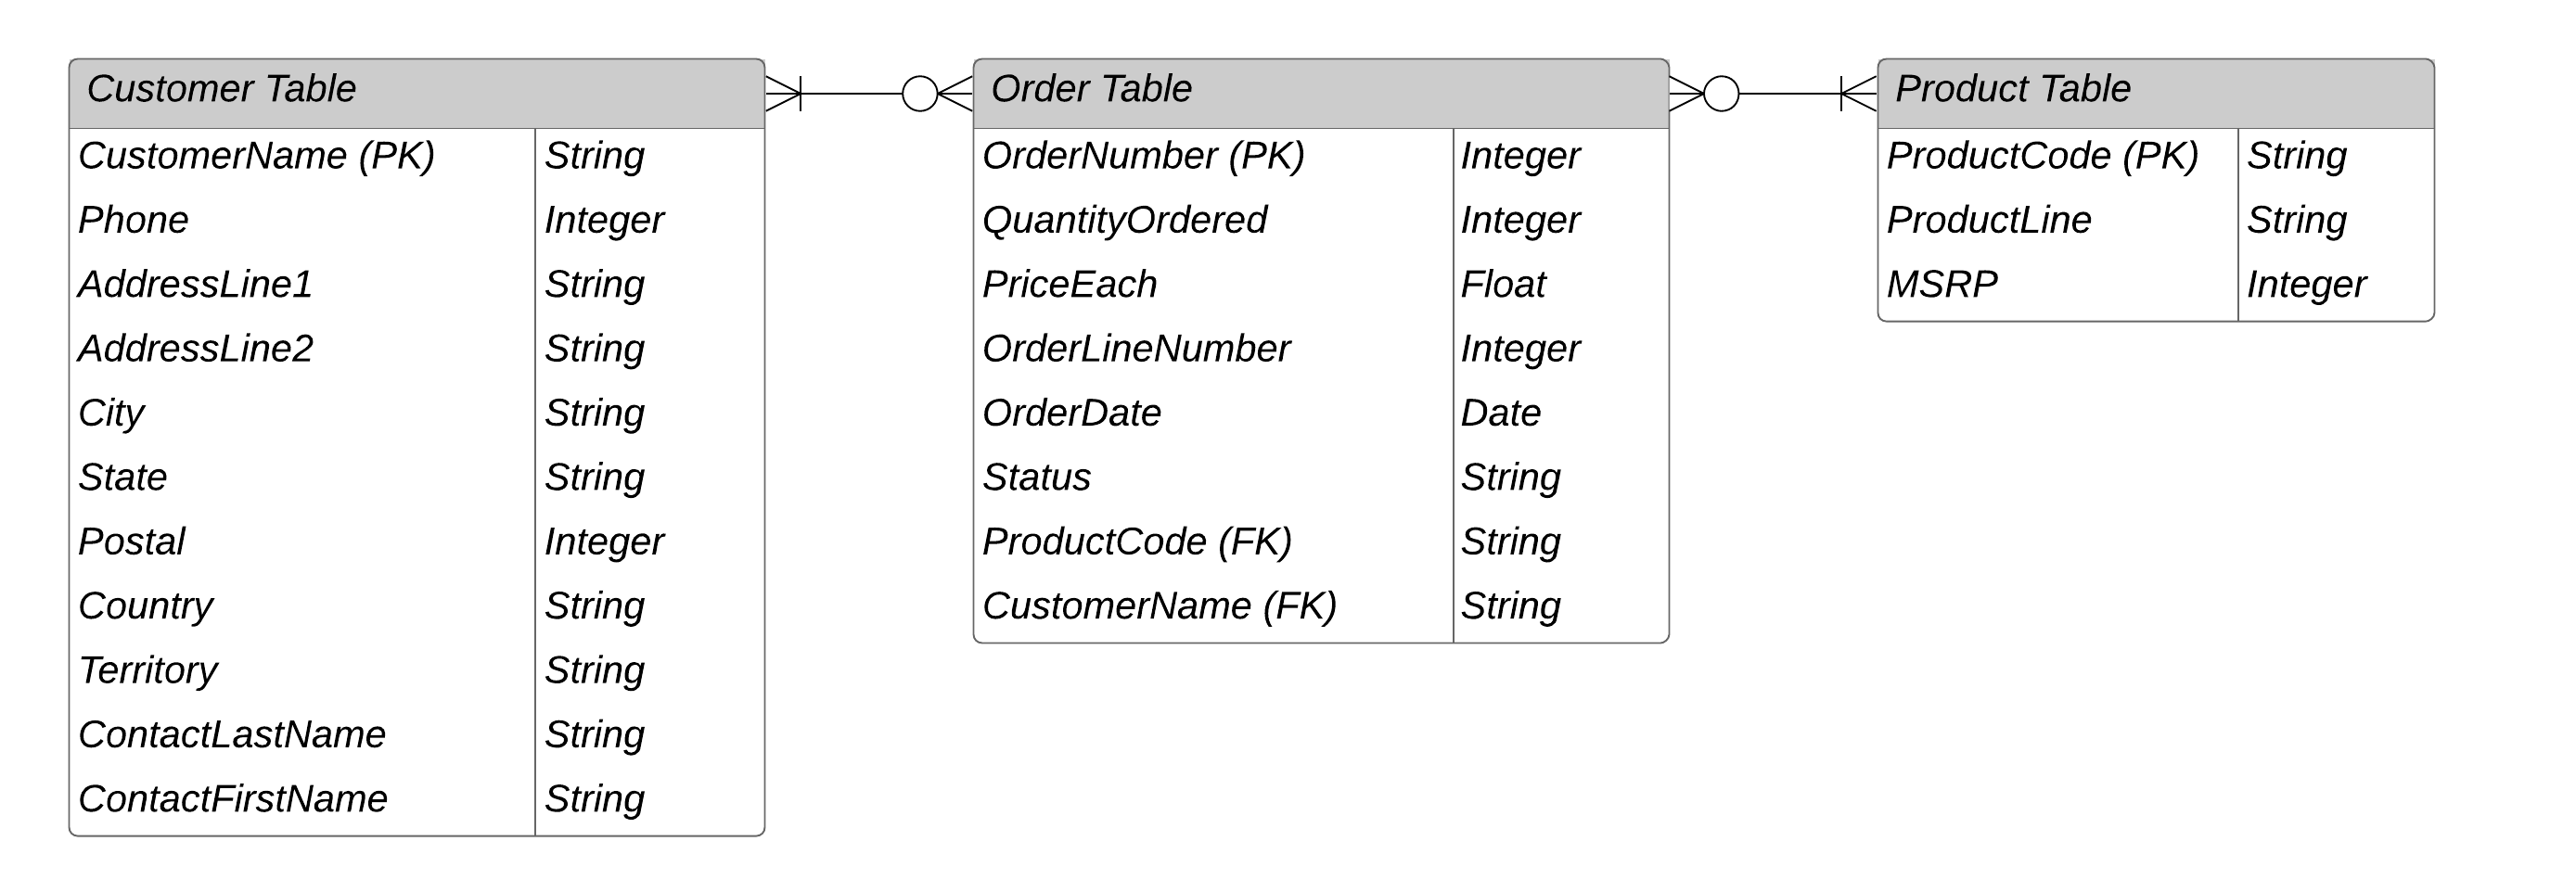 Customer Table
CustomerName (PK) String
Phone Integer
AddressLine1 String
AddressLine2 String
City String
State String
Postal Integer
Country String
Territory String
ContactLastName String
ContactFirstName String
Order Table
OrderNumber (PK) Integer
QuantityOrdered Integer
PriceEach Float
OrderLineNumber Integer
OrderDate Date
Status String
ProductCode (FK) String
CustomerName (FK) String
Product Table
ProductCode (PK) String
ProductLine String
MSRP Integer